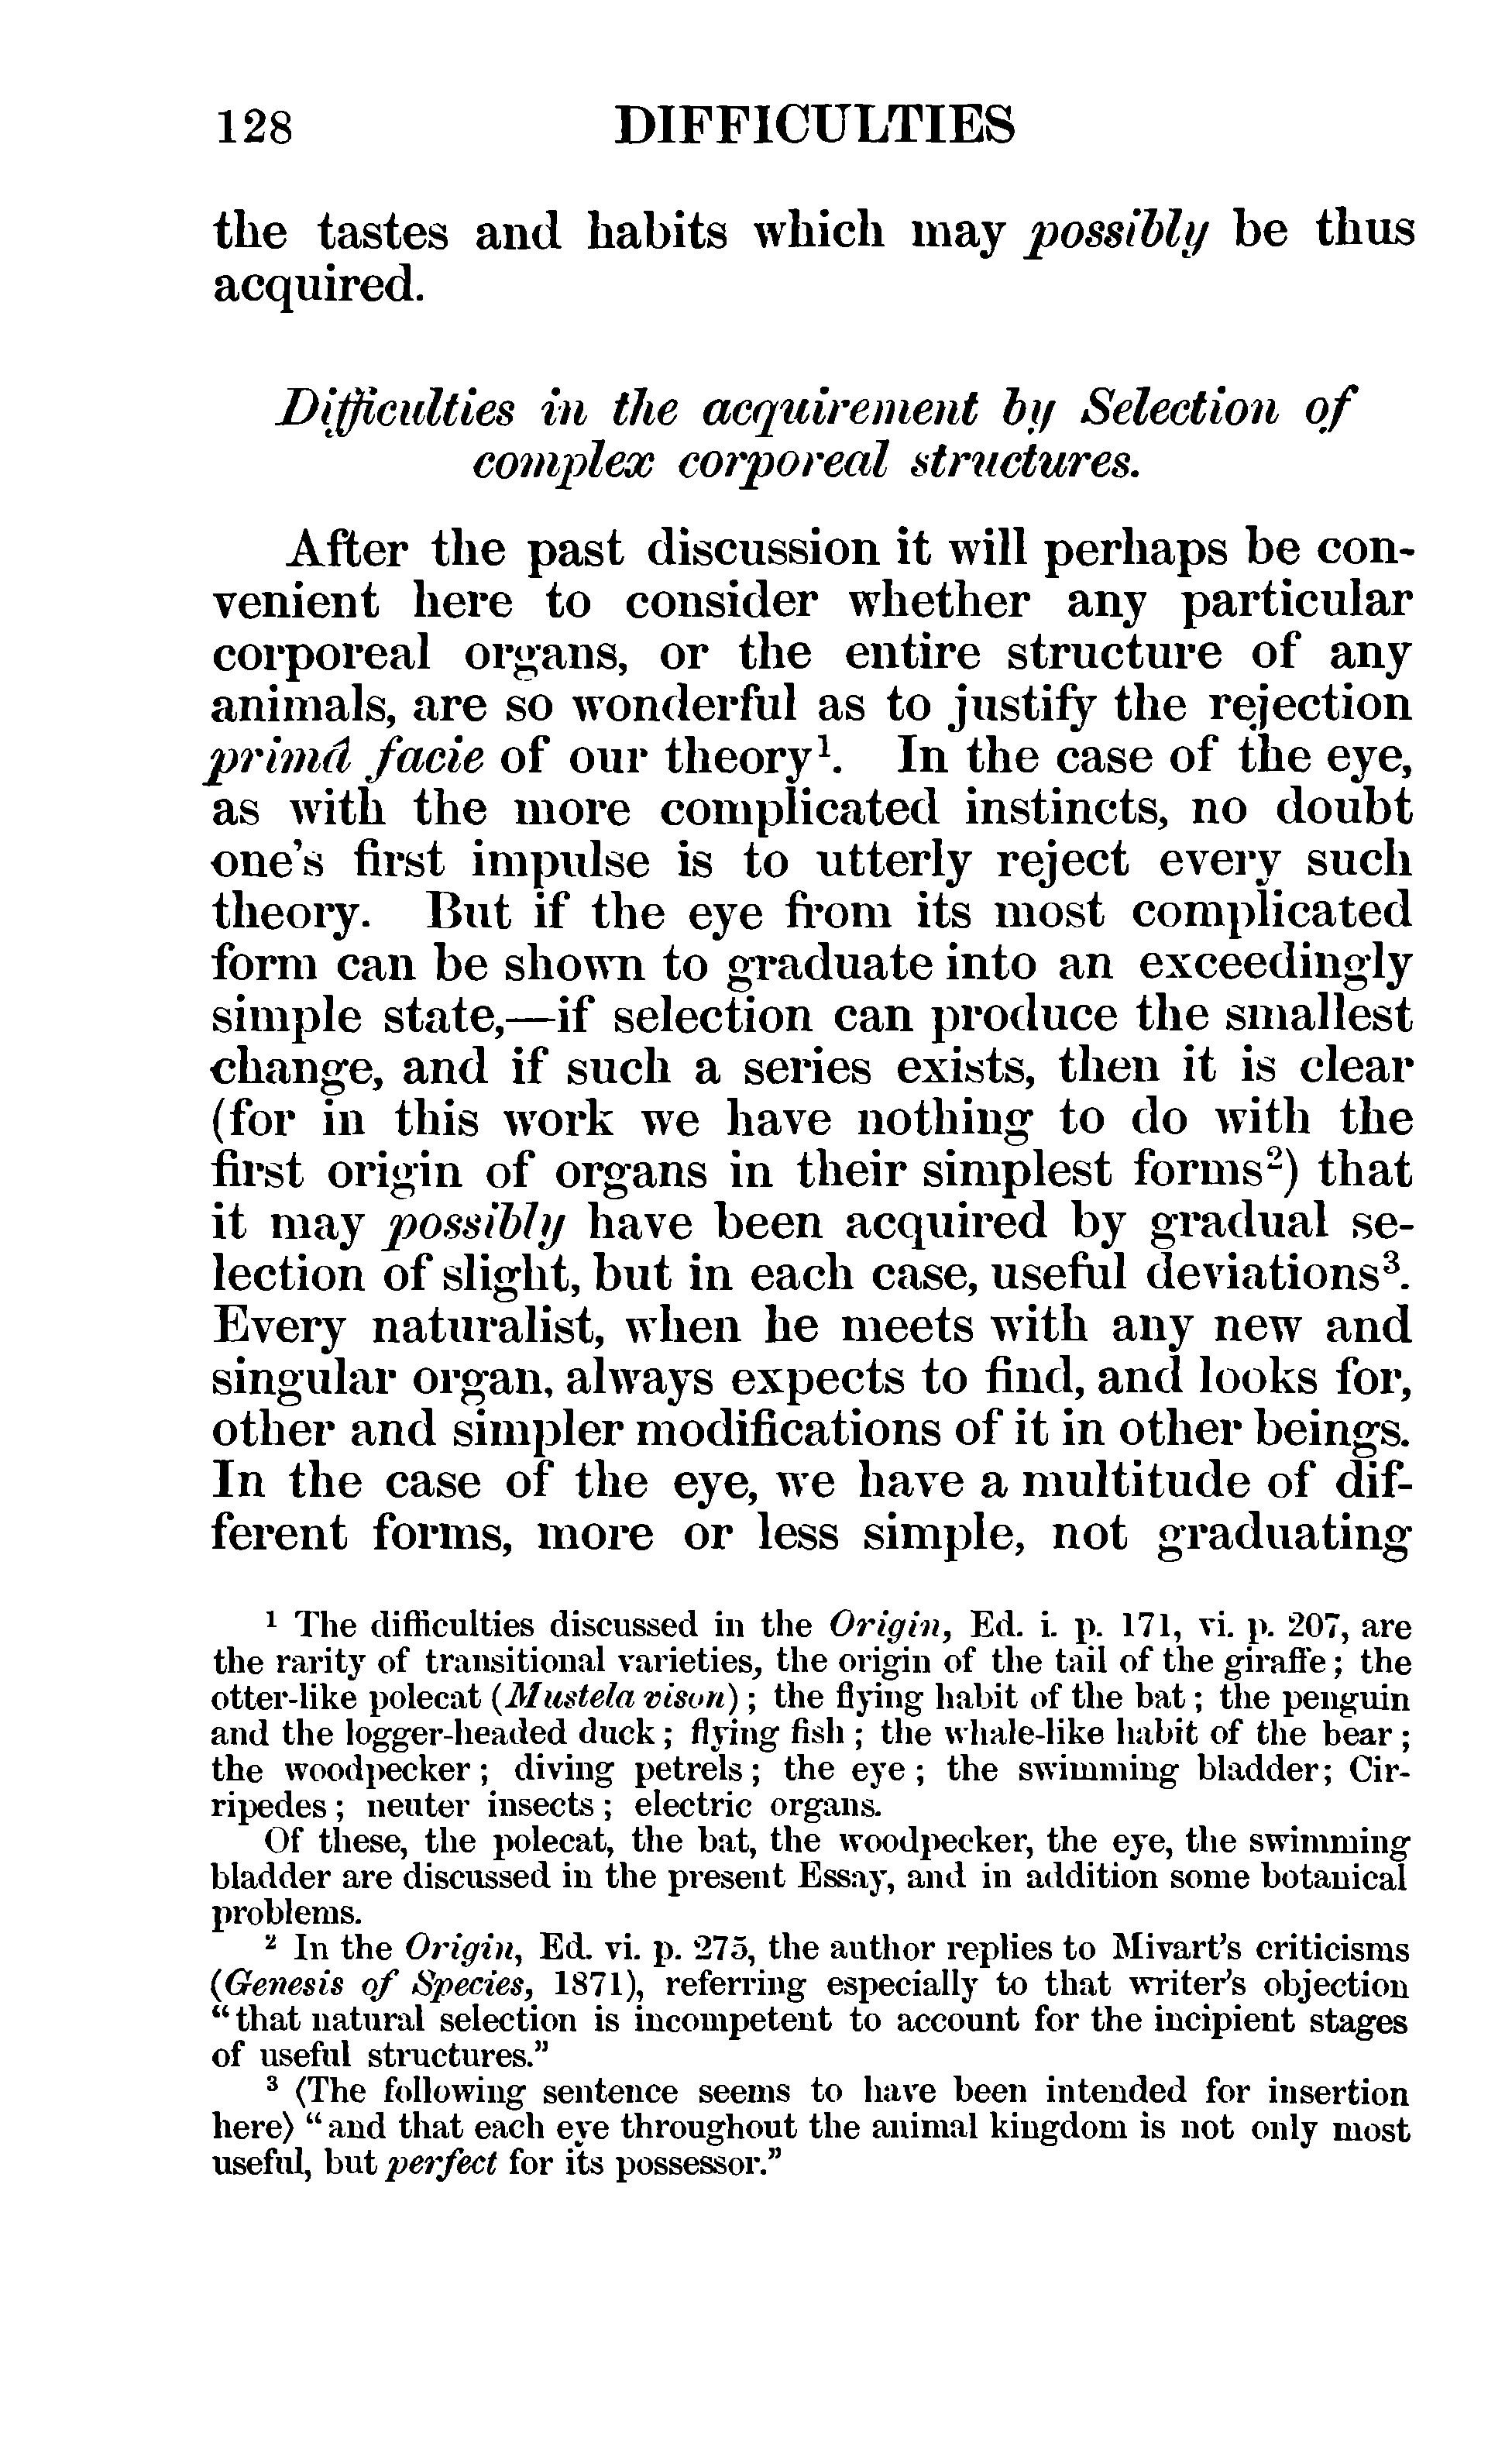 128 DIFFICULTIES
the tastes and habits which may possibly be thus
acquired.
Difficulties in the acquirement by Selection of
complex corporeal structures.
After the past discussion it will perhaps be con-
venient here to consider whether any particular
corporeal organs, or the entire structure of any
animals, are so wonderful as to justify the rejection
primâ facie of our theory¹. In the case of the eye,
as with the more complicated instincts, no doubt
one's first impulse is to utterly reject every such
theory. But if the eye from its most complicated
form can be shown to graduate into an exceedingly
simple state,—if selection can produce the smallest
change, and if such a series exists, then it is clear
(for in this work we have nothing to do with the
first origin of organs in their simplest forms²) that
it may possibly have been acquired by gradual se-
lection of slight, but in each case, useful deviations³.
Every naturalist, when he meets with any new and
singular organ, always expects to find, and looks for,
other and simpler modifications of it in other beings.
In the case of the eye, we have a multitude of dif-
ferent forms, more or less simple, not graduating
¹ The difficulties discussed in the Origin, Ed. i. p. 171, vi. p. 207, are
the rarity of transitional varieties, the origin of the tail of the giraffe; the
otter-like polecat (Mustela vison); the flying habit of the bat; the penguin
and the logger-headed duck; flying fish; the whale-like habit of the bear;
the woodpecker; diving petrels; the eye; the swimming bladder; Cir-
ripedes; neuter insects; electric organs.
Of these, the polecat, the bat, the woodpecker, the eye, the swimming
bladder are discussed in the present Essay, and in addition some botanical
problems.
² In the Origin, Ed. vi. p. 275, the author replies to Mivart's criticisms
(Genesis of Species, 1871), referring especially to that writer's objection
"that natural selection is incompetent to account for the incipient stages
of useful structures."
³ ⟨The following sentence seems to have been intended for insertion
here⟩ "and that each eye throughout the animal kingdom is not only most
useful, but perfect for its possessor."